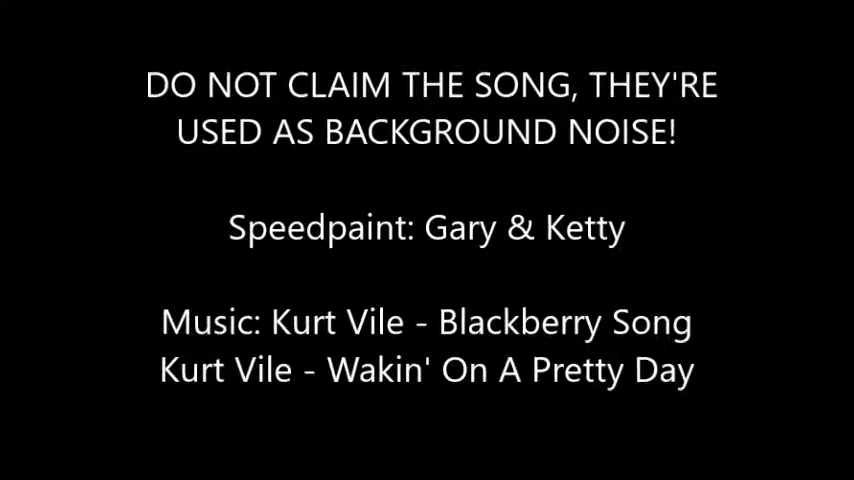 DO NOT CLAIM THE SONG, THEY'RE
USED AS BACKGROUND NOISE!
Speedpaint: Gary & Ketty
Music: Kurt Vile - Blackberry Song
Kurt Vile - Wakin' On A Pretty Day